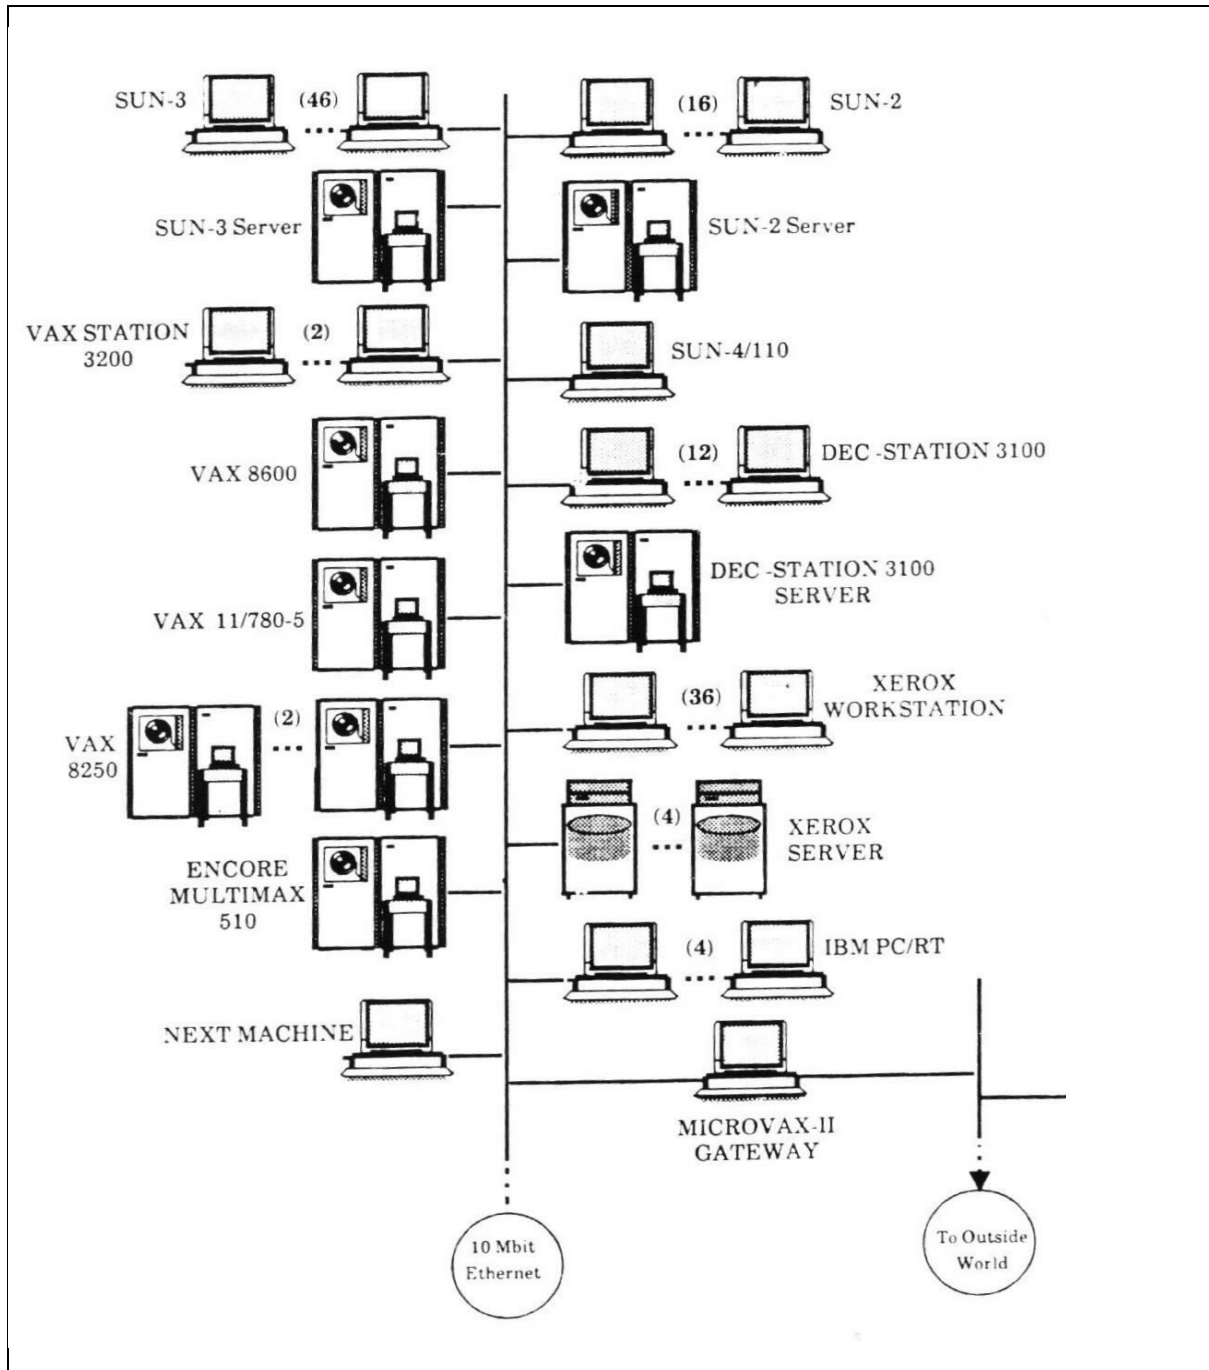 SUN-3
(46)
(16)
SUN-2
SUN-3 Server
SUN-2 Server
VAX STATION
3200
(2)
SUN-4/110
VAX 8600
(12)
DEC -STATION 3100
VAX 11/780-5
DEC -STATION 3100
SERVER
VAX
8250
(2)
(36)
XEROX
WORKSTATION
ENCORE
MULTIMAX
510
(4)
XEROX
SERVER
(4)
IBM PC/RT
NEXT MACHINE
MICROVAX-II
GATEWAY
10 Mbit
Ethernet
To Outside
World